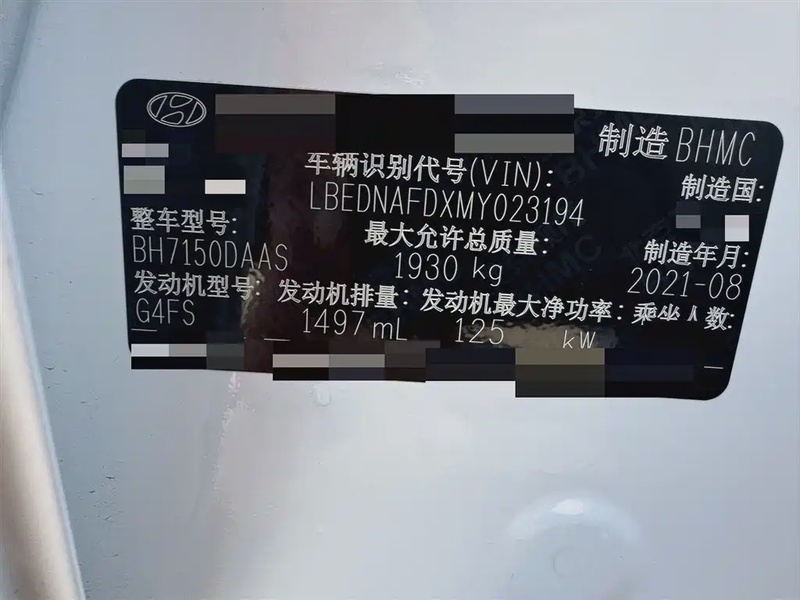 制造 BHMC
车辆识别代号(VIN):
LBEDNAFDXMY023194
制造国:
整车型号:
BH7150DAAS
最大允许总质量:
1930 kg
制造年月:
2021-08
发动机型号:
G4FS
发动机排量:
1497 mL
发动机最大净功率:
125 kW
乘坐人数: